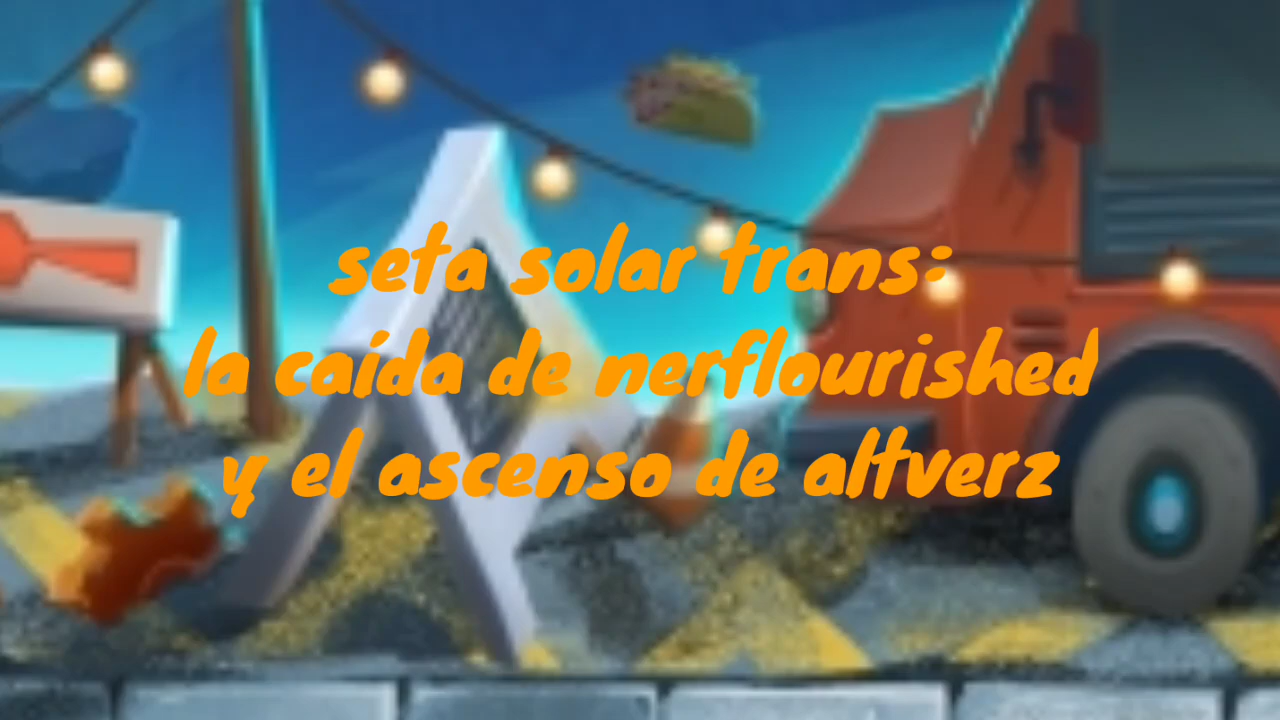 seta solar trans:
la caída de nerflourished
y el ascenso de altverz